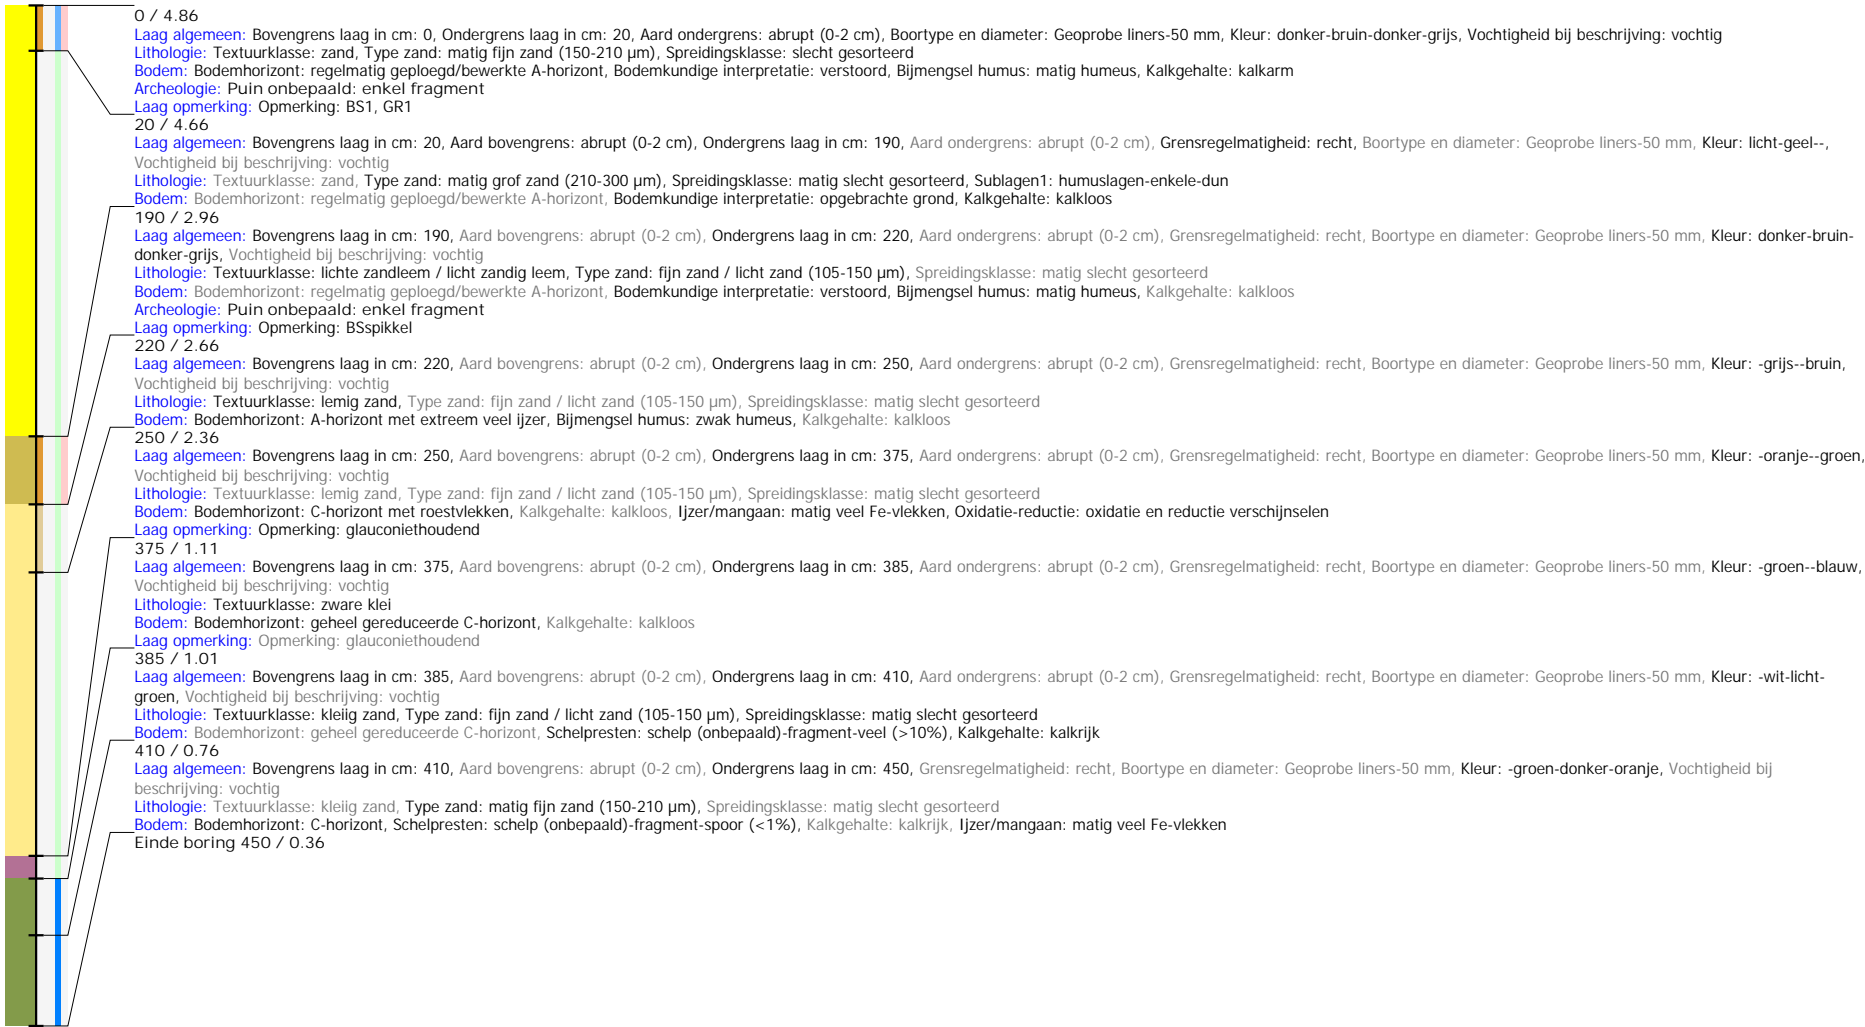 0 / 4.86
Laag algemeen: Bovengrens laag in cm: 0, Ondergrens laag in cm: 20, Aard ondergrens: abrupt (0-2 cm), Boortype en diameter: Geoprobe liners-50 mm, Kleur: donker-bruin-donker-grijs, Vochtigheid bij beschrijving: vochtig
Lithologie: Textuurklasse: zand, Type zand: matig fijn zand (150-210 µm), Spreidingsklasse: slecht gesorteerd
Bodem: Bodemhorizont: regelmatig geploegd/bewerkte A-horizont, Bodemkundige interpretatie: verstoord, Bijmengsel humus: matig humeus, Kalkgehalte: kalkarm
Archeologie: Puin onbepaald: enkel fragment
Laag opmerking: Opmerking: BS1, GR1
20 / 4.66
Laag algemeen: Bovengrens laag in cm: 20, Aard bovengrens: abrupt (0-2 cm), Ondergrens laag in cm: 190, Aard ondergrens: abrupt (0-2 cm), Grensregelmatigheid: recht, Boortype en diameter: Geoprobe liners-50 mm, Kleur: licht-geel--,
Vochtigheid bij beschrijving: vochtig
Lithologie: Textuurklasse: zand, Type zand: matig grof zand (210-300 µm), Spreidingsklasse: matig slecht gesorteerd, Sublagen1: humuslagen-enkele-dun
Bodem: Bodemhorizont: regelmatig geploegd/bewerkte A-horizont, Bodemkundige interpretatie: opgebrachte grond, Kalkgehalte: kalkloos
190 / 2.96
Laag algemeen: Bovengrens laag in cm: 190, Aard bovengrens: abrupt (0-2 cm), Ondergrens laag in cm: 220, Aard ondergrens: abrupt (0-2 cm), Grensregelmatigheid: recht, Boortype en diameter: Geoprobe liners-50 mm, Kleur: donker-bruin-
donker-grijs, Vochtigheid bij beschrijving: vochtig
Lithologie: Textuurklasse: lichte zandleem / licht zandig leem, Type zand: fijn zand / licht zand (105-150 µm), Spreidingsklasse: matig slecht gesorteerd
Bodem: Bodemhorizont: regelmatig geploegd/bewerkte A-horizont, Bodemkundige interpretatie: verstoord, Bijmengsel humus: matig humeus, Kalkgehalte: kalkloos
Archeologie: Puin onbepaald: enkel fragment
Laag opmerking: Opmerking: BSspikkel
220 / 2.66
Laag algemeen: Bovengrens laag in cm: 220, Aard bovengrens: abrupt (0-2 cm), Ondergrens laag in cm: 250, Aard ondergrens: abrupt (0-2 cm), Grensregelmatigheid: recht, Boortype en diameter: Geoprobe liners-50 mm, Kleur: -grijs--bruin,
Vochtigheid bij beschrijving: vochtig
Lithologie: Textuurklasse: lemig zand, Type zand: fijn zand / licht zand (105-150 µm), Spreidingsklasse: matig slecht gesorteerd
Bodem: Bodemhorizont: A-horizont met extreem veel ijzer, Bijmengsel humus: zwak humeus, Kalkgehalte: kalkloos
250 / 2.36
Laag algemeen: Bovengrens laag in cm: 250, Aard bovengrens: abrupt (0-2 cm), Ondergrens laag in cm: 375, Aard ondergrens: abrupt (0-2 cm), Grensregelmatigheid: recht, Boortype en diameter: Geoprobe liners-50 mm, Kleur: -oranje--groen,
Vochtigheid bij beschrijving: vochtig
Lithologie: Textuurklasse: lemig zand, Type zand: fijn zand / licht zand (105-150 µm), Spreidingsklasse: matig slecht gesorteerd
Bodem: Bodemhorizont: C-horizont met roestvlekken, Kalkgehalte: kalkloos, Ijzer/mangaan: matig veel Fe-vlekken, Oxidatie-reductie: oxidatie en reductie verschijnselen
Laag opmerking: Opmerking: glauconiethoudend
375 / 1.11
Laag algemeen: Bovengrens laag in cm: 375, Aard bovengrens: abrupt (0-2 cm), Ondergrens laag in cm: 385, Aard ondergrens: abrupt (0-2 cm), Grensregelmatigheid: recht, Boortype en diameter: Geoprobe liners-50 mm, Kleur: -groen--blauw,
Vochtigheid bij beschrijving: vochtig
Lithologie: Textuurklasse: zware klei
Bodem: Bodemhorizont: geheel gereduceerde C-horizont, Kalkgehalte: kalkloos
Laag opmerking: Opmerking: glauconiethoudend
385 / 1.01
Laag algemeen: Bovengrens laag in cm: 385, Aard bovengrens: abrupt (0-2 cm), Ondergrens laag in cm: 410, Aard ondergrens: abrupt (0-2 cm), Grensregelmatigheid: recht, Boortype en diameter: Geoprobe liners-50 mm, Kleur: -wit-licht-
groen, Vochtigheid bij beschrijving: vochtig
Lithologie: Textuurklasse: kleiig zand, Type zand: fijn zand / licht zand (105-150 µm), Spreidingsklasse: matig slecht gesorteerd
Bodem: Bodemhorizont: geheel gereduceerde C-horizont, Schelpresten: schelp (onbepaald)-fragment-veel (>10%), Kalkgehalte: kalkrijk
410 / 0.76
Laag algemeen: Bovengrens laag in cm: 410, Aard bovengrens: abrupt (0-2 cm), Ondergrens laag in cm: 450, Grensregelmatigheid: recht, Boortype en diameter: Geoprobe liners-50 mm, Kleur: -groen-donker-oranje, Vochtigheid bij
beschrijving: vochtig
Lithologie: Textuurklasse: kleiig zand, Type zand: matig fijn zand (150-210 µm), Spreidingsklasse: matig slecht gesorteerd
Bodem: Bodemhorizont: C-horizont, Schelpresten: schelp (onbepaald)-fragment-spoor (<1%), Kalkgehalte: kalkrijk, Ijzer/mangaan: matig veel Fe-vlekken
Einde boring 450 / 0.36